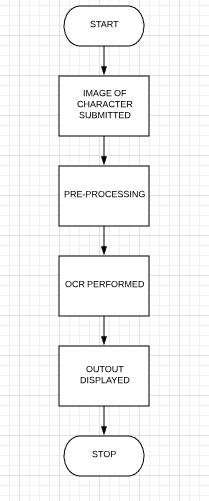 START
IMAGE OF
CHARACTER
SUBMITTED
PRE-PROCESSING
OCR PERFORMED
OUTOUT
DISPLAYED
STOP